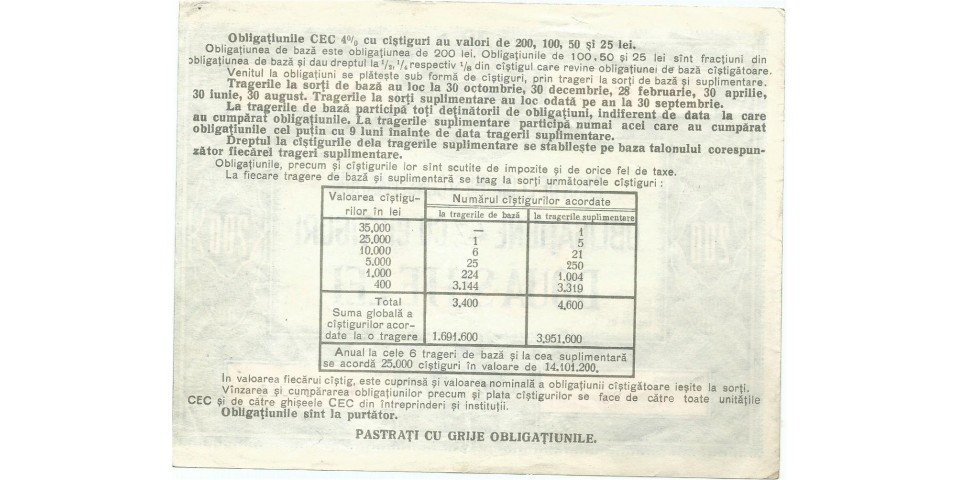 Obligațiunile CEC 4% cu cîștiguri au valori de 200, 100, 50 și 25 lei.
Obligațiunea de bază este obligațiunea de 200 lei. Obligațiunile de 100, 50 și 25 lei sînt fracțiuni din
obligațiunea de bază și dau dreptul la 1/2, 1/4 respectiv 1/8 din cîștigul care revine obligațiunei de bază cîștigătoare.
Venitul la obligațiuni se plătește sub formă de cîștiguri, prin trageri la sorți de bază și suplimentare.
Tragerile la sorți de bază au loc la 30 octombrie, 30 decembrie, 28 februarie, 30 aprilie,
30 iunie, 30 august. Tragerile la sorți suplimentare au loc odată pe an la 30 septembrie.
La tragerile de bază participă toți deținătorii de obligațiuni, indiferent de data la care
au cumpărat obligațiunile. La tragerile suplimentare participă numai acei care au cumpărat
obligațiunile cel puțin cu 9 luni înainte de data tragerii suplimentare.
Dreptul la cîștigurile dela tragerile suplimentare se stabilește pe baza talonului corespun-
zător fiecărei trageri suplimentare.
Obligațiunile, precum și cîștigurile lor sînt scutite de impozite și de orice fel de taxe.
La fiecare tragere de bază și suplimentară se trag la sorți următoarele cîștiguri :
Valoarea cîștigu-
rilor în lei
Numărul cîștigurilor acordate
la tragerile de bază la tragerile suplimentare
35.000 — 1
25.000 1 5
10.000 6 21
5.000 25 250
1.000 224 1.004
400 3.144 3.319
Total 3.400 4.600
Suma globală a
cîștigurilor acor-
date la o tragere 1.691.600 3.951.600
Anual la cele 6 trageri de bază și la cea suplimentară
se acordă 25.000 cîștiguri în valoare de 14.101.200.
In valoarea fiecărui cîștig, este cuprinsă și valoarea nominală a obligațiunii cîștigătoare ieșite la sorți.
Vînzarea și cumpărarea obligațiunilor precum și plata cîștigurilor se face de către toate unitățile
CEC și de către ghișeele CEC din întreprinderi și instituții.
Obligațiunile sînt la purtător.
PASTRAȚI CU GRIJE OBLIGAȚIUNILE.